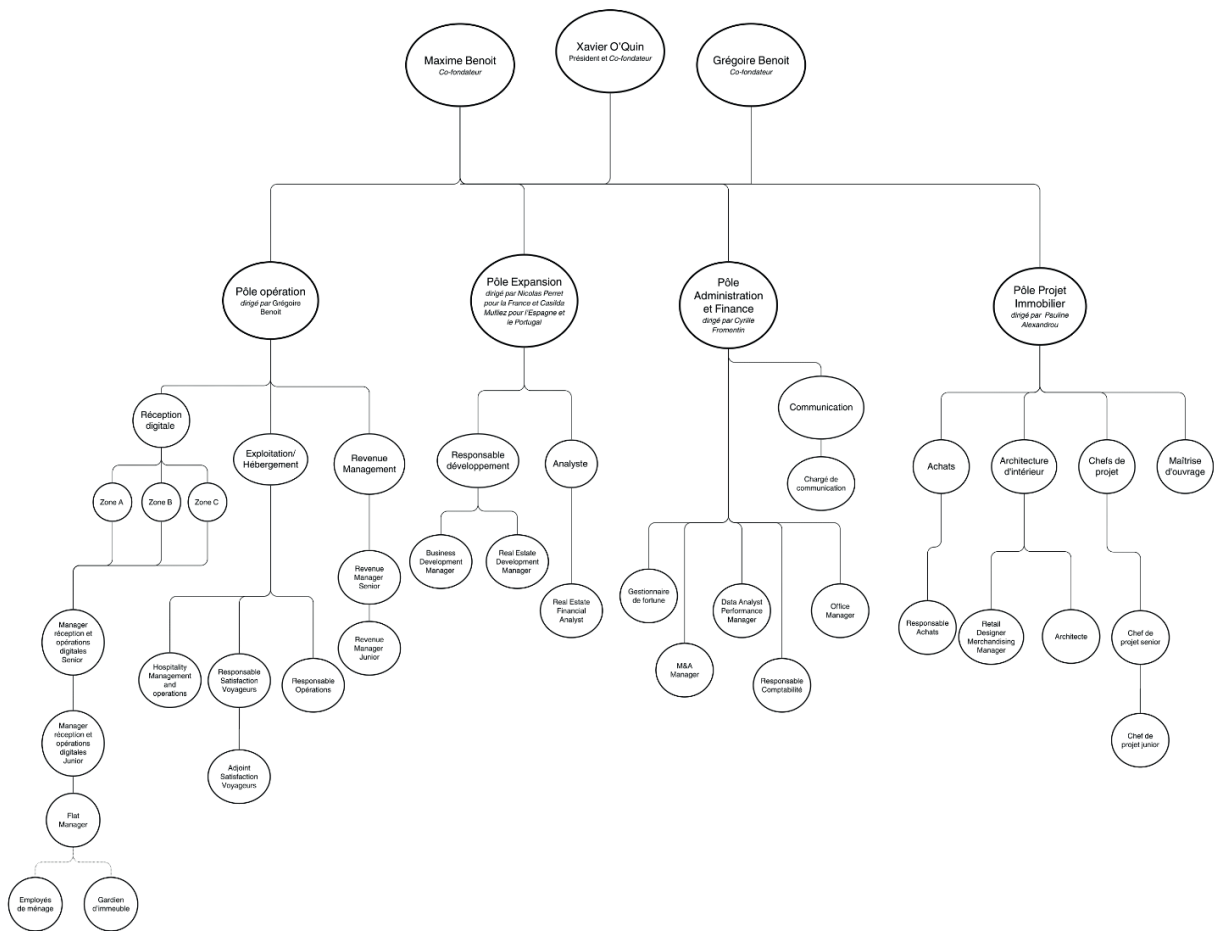 Maxime Benoit
Co-fondateur
Xavier O'Quin
Président et Co-fondateur
Grégoire Benoit
Co-fondateur
Pôle opération
dirigé par Grégoire
Benoit
Pôle Expansion
dirigé par Nicolas Perret
pour la France et Casilda
Muñiez pour l'Espagne et
le Portugal
Pôle
Administration
et Finance
dirigé par Cyrille
Fromentin
Pôle Projet
Immobilier
dirigé par Pauline
Alexandrou
Réception
digitale
Zone A
Zone B
Zone C
Manager
réception et
opérations
digitales
Senior
Manager
réception et
opérations
digitales
Junior
Flat
Manager
Employés
de ménage
Gardien
d'immeuble
Exploitation/
Hébergement
Hospitality
Management
and
operations
Responsable
Satisfaction
Voyageurs
Adjoint
Satisfaction
Voyageurs
Responsable
Opérations
Revenue
Management
Revenue
Manager
Senior
Revenue
Manager
Junior
Responsable
développement
Business
Development
Manager
Real Estate
Development
Manager
Analyste
Real Estate
Financial
Analyst
Communication
Chargé de
communication
Gestionnaire
de fortune
M&A
Manager
Data Analyst
Performance
Manager
Responsable
Comptabilité
Office
Manager
Achats
Responsable
Achats
Architecture
d'intérieur
Retail
Designer
Merchandising
Manager
Architecte
Chefs de
projet
Chef de
projet senior
Chef de
projet junior
Maîtrise
d'ouvrage